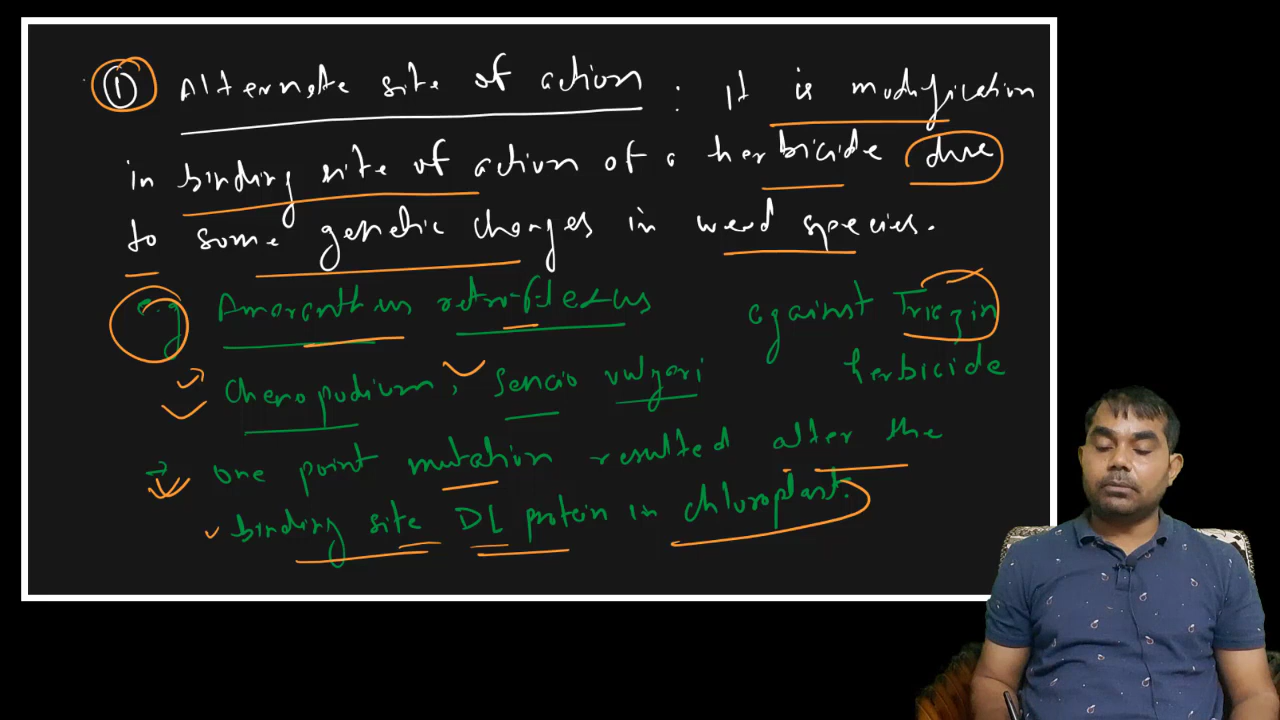 ① Alternate site of action : It is modification
in binding site of action of a herbicide due
to some genetic changes in weed species.
e.g Amaranthus retroflexus against Triazin
Chenopodium, Sencio vulgari herbicide
→ one point mutation resulted alter the
binding site DL protein in chloroplast.